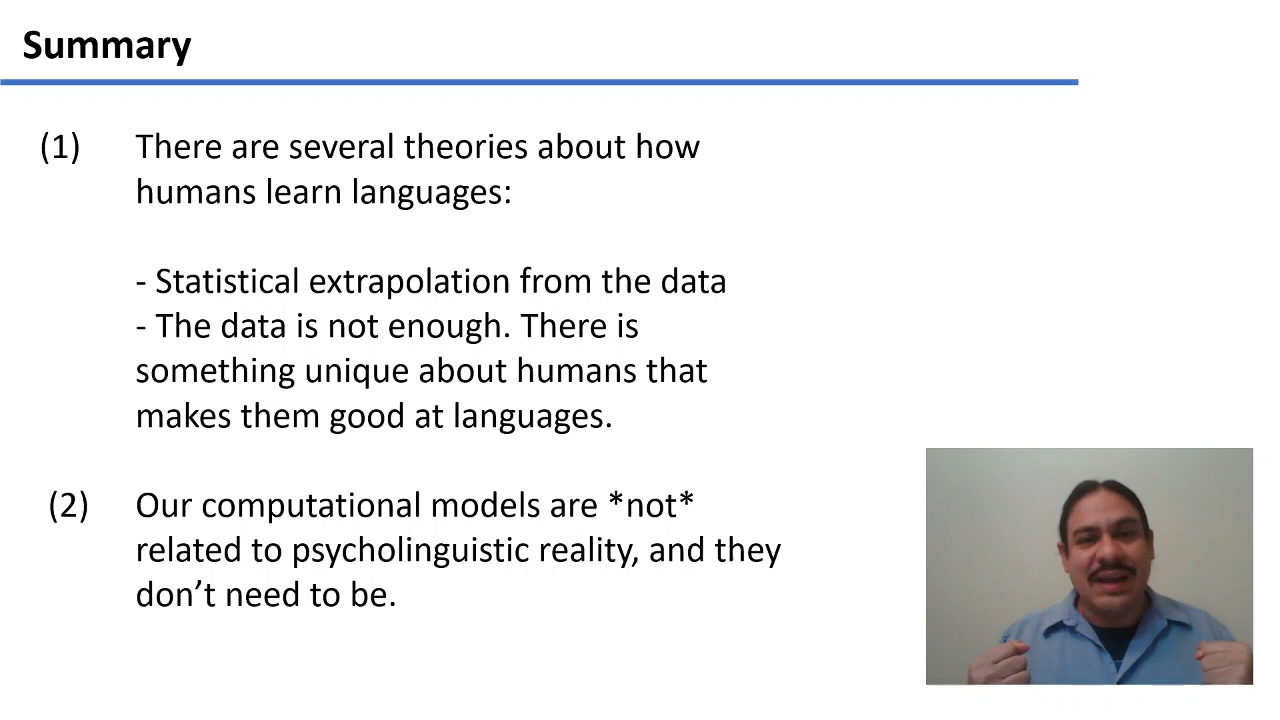 Summary
(1) There are several theories about how
humans learn languages:
- Statistical extrapolation from the data
- The data is not enough. There is
something unique about humans that
makes them good at languages.
(2) Our computational models are *not*
related to psycholinguistic reality, and they
don’t need to be.